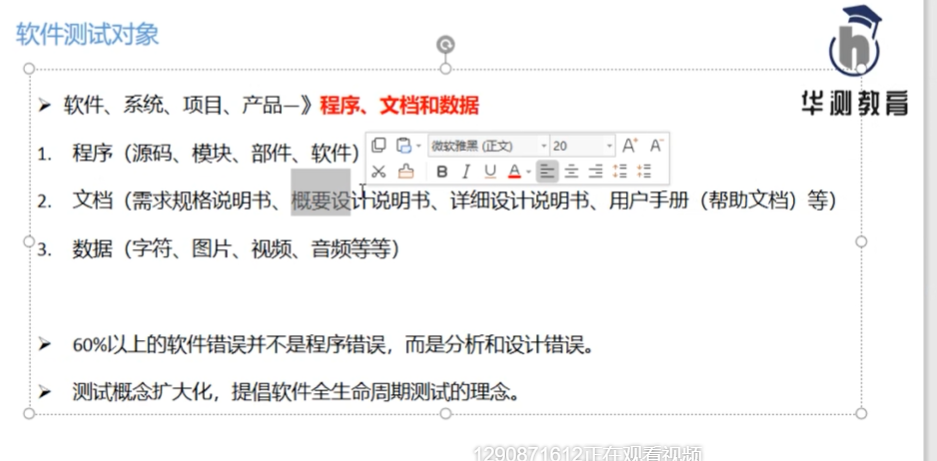 软件测试对象
华测教育
➢ 软件、系统、项目、产品—》程序、文档和数据
1. 程序（源码、模块、部件、软件）
微软雅黑 (正文) 20 A+ A-
B I U A
2. 文档（需求规格说明书、概要设计说明书、详细设计说明书、用户手册（帮助文档）等）
3. 数据（字符、图片、视频、音频等等）
➢ 60%以上的软件错误并不是程序错误，而是分析和设计错误。
➢ 测试概念扩大化，提倡软件全生命周期测试的理念。
1290871612正在观看视频